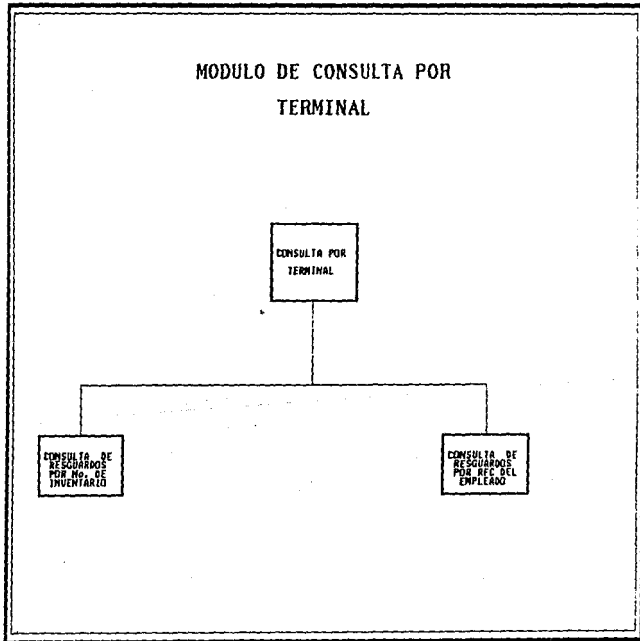 MODULO DE CONSULTA POR
TERMINAL
CONSULTA POR
TERMINAL
CONSULTA DE
RESGUARDOS
POR No. DE
INVENTARIO
CONSULTA DE
RESGUARDOS
POR RFC DEL
EMPLEADO